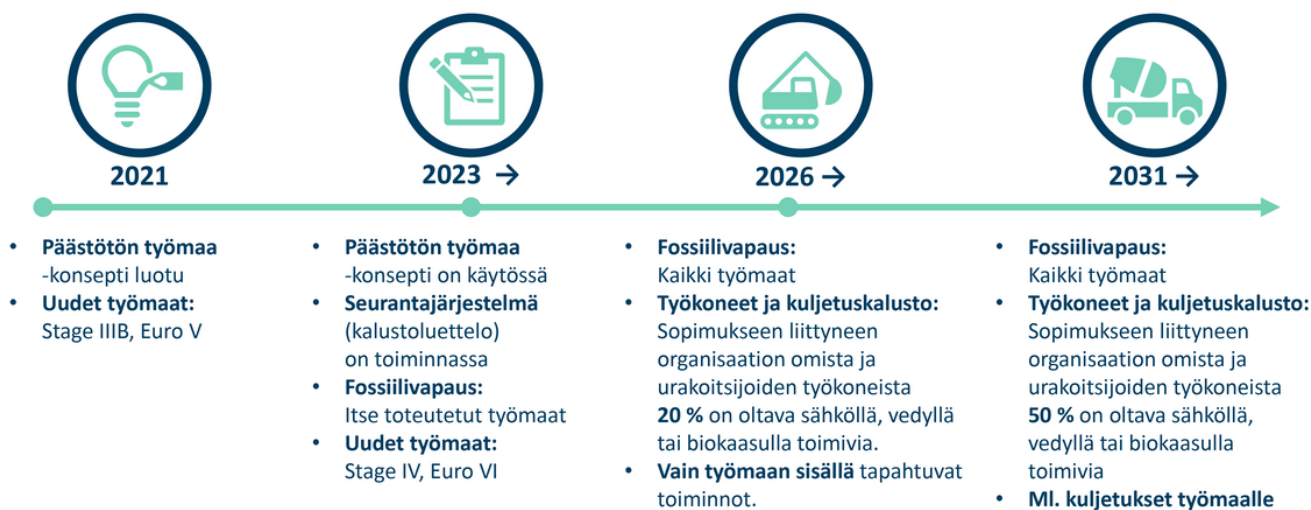 2021
2023 →
2026 →
2031 →
• Päästötön työmaa
-konsepti luotu
• Uudet työmaat:
Stage IIIB, Euro V
• Päästötön työmaa
-konsepti on käytössä
• Seurantajärjestelmä
(kalustoluettelo)
on toiminnassa
• Fossiilivapaus:
Itse toteutetut työmaat
• Uudet työmaat:
Stage IV, Euro VI
• Fossiilivapaus:
Kaikki työmaat
• Työkoneet ja kuljetuskalusto:
Sopimukseen liittyneen
organisaation omista ja
urakoitsijoiden työkoneista
20 % on oltava sähköllä, vedyllä
tai biokaasulla toimivia.
• Vain työmaan sisällä tapahtuvat
toiminnot.
• Fossiilivapaus:
Kaikki työmaat
• Työkoneet ja kuljetuskalusto:
Sopimukseen liittyneen
organisaation omista ja
urakoitsijoiden työkoneista
50 % on oltava sähköllä,
vedyllä tai biokaasulla
toimivia
• Ml. kuljetukset työmaalle